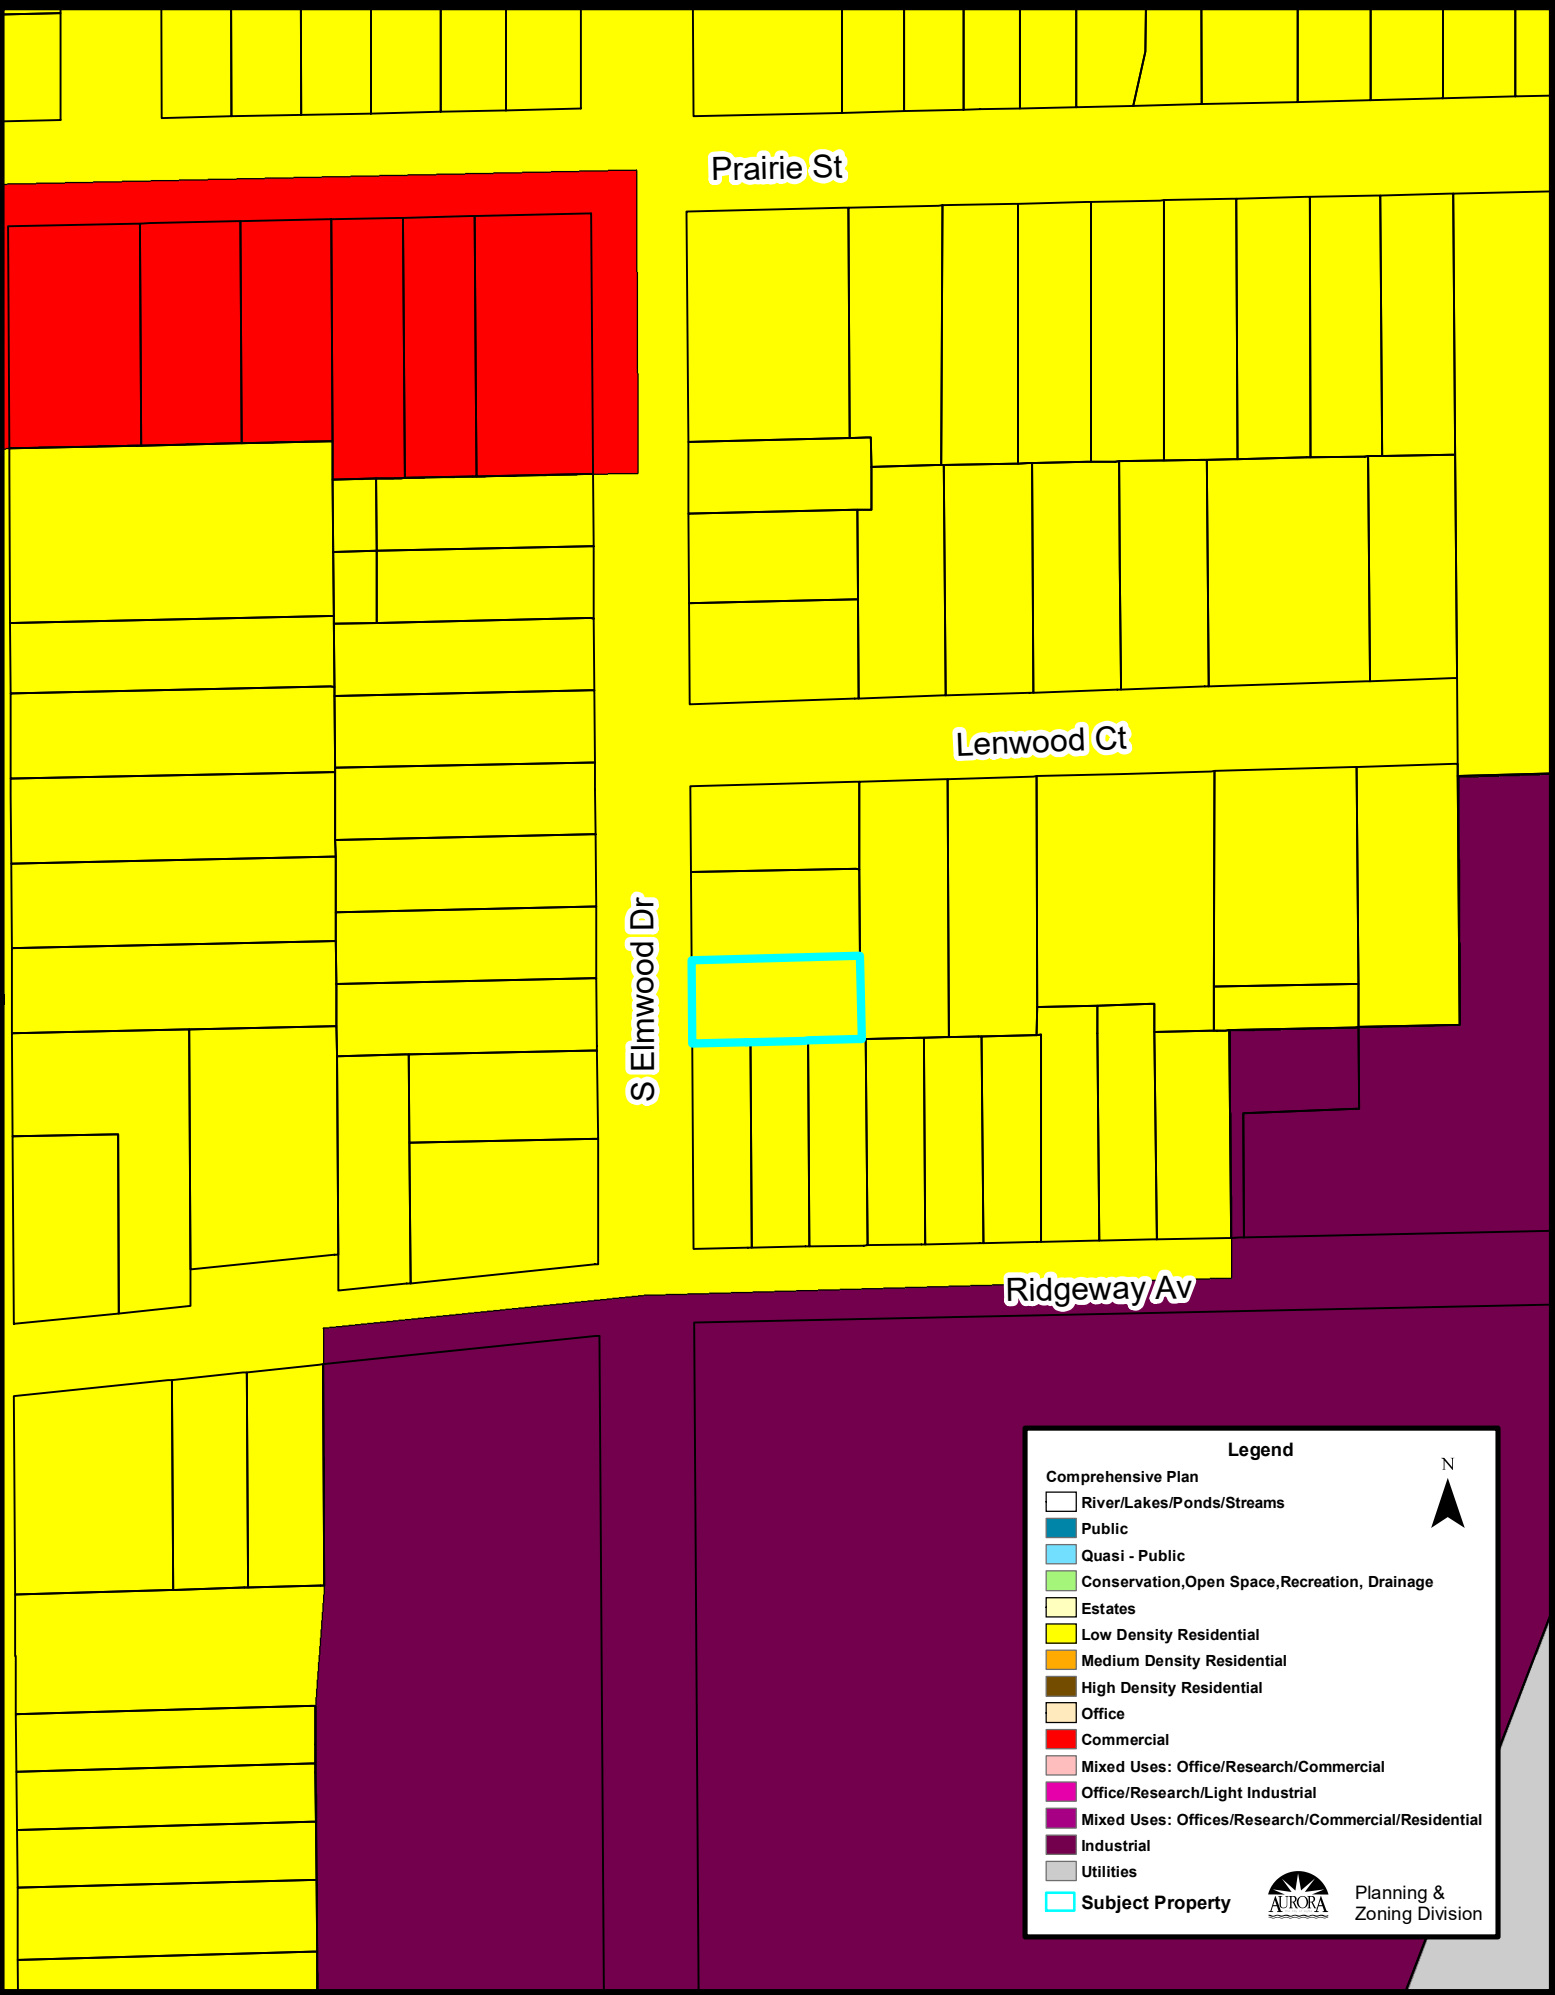 Prairie St
Lenwood Ct
S Elmwood Dr
Ridgeway Av
Legend
N
Comprehensive Plan
River/Lakes/Ponds/Streams
Public
Quasi - Public
Conservation,Open Space,Recreation, Drainage
Estates
Low Density Residential
Medium Density Residential
High Density Residential
Office
Commercial
Mixed Uses: Office/Research/Commercial
Office/Research/Light Industrial
Mixed Uses: Offices/Research/Commercial/Residential
Industrial
Utilities
Subject Property
AURORA
Planning &
Zoning Division